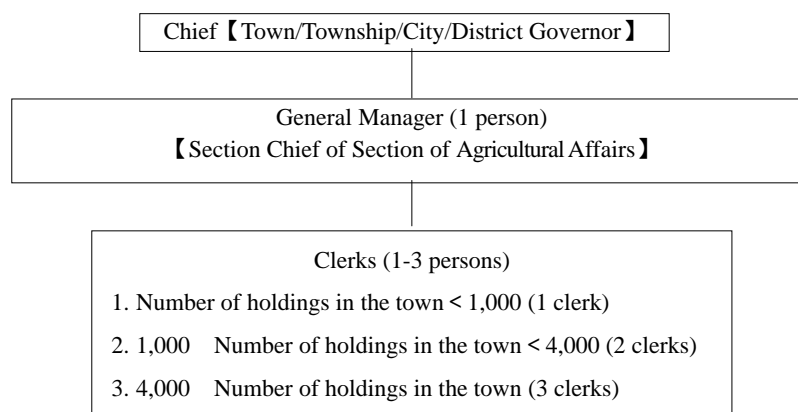 Chief【Town/Township/City/District Governor】
General Manager (1 person)
【Section Chief of Section of Agricultural Affairs】
Clerks (1-3 persons)
1. Number of holdings in the town < 1,000 (1 clerk)
2. 1,000 Number of holdings in the town < 4,000 (2 clerks)
3. 4,000 Number of holdings in the town (3 clerks)